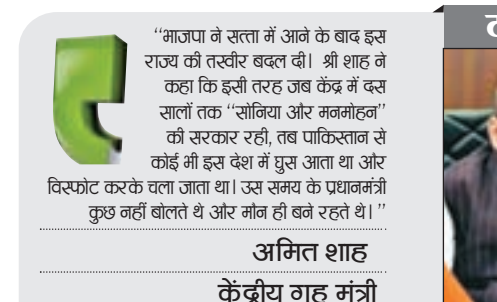 ‘‘भाजपा ने सत्ता में आने के बाद इस
राज्य की तस्वीर बदल दी। श्री शाह ने
कहा कि इसी तरह जब केंद्र में दस
सालों तक ‘‘सोनिया और मनमोहन’’
की सरकार रही, तब पाकिस्तान से
कोई भी इस देश में घुस आता था और
विस्फोट करके चला जाता था। उस समय के प्रधानमंत्री
कुछ नहीं बोलते थे और मौन ही बने रहते थे। ’’
अमित शाह
केंद्रीय गृह मंत्री